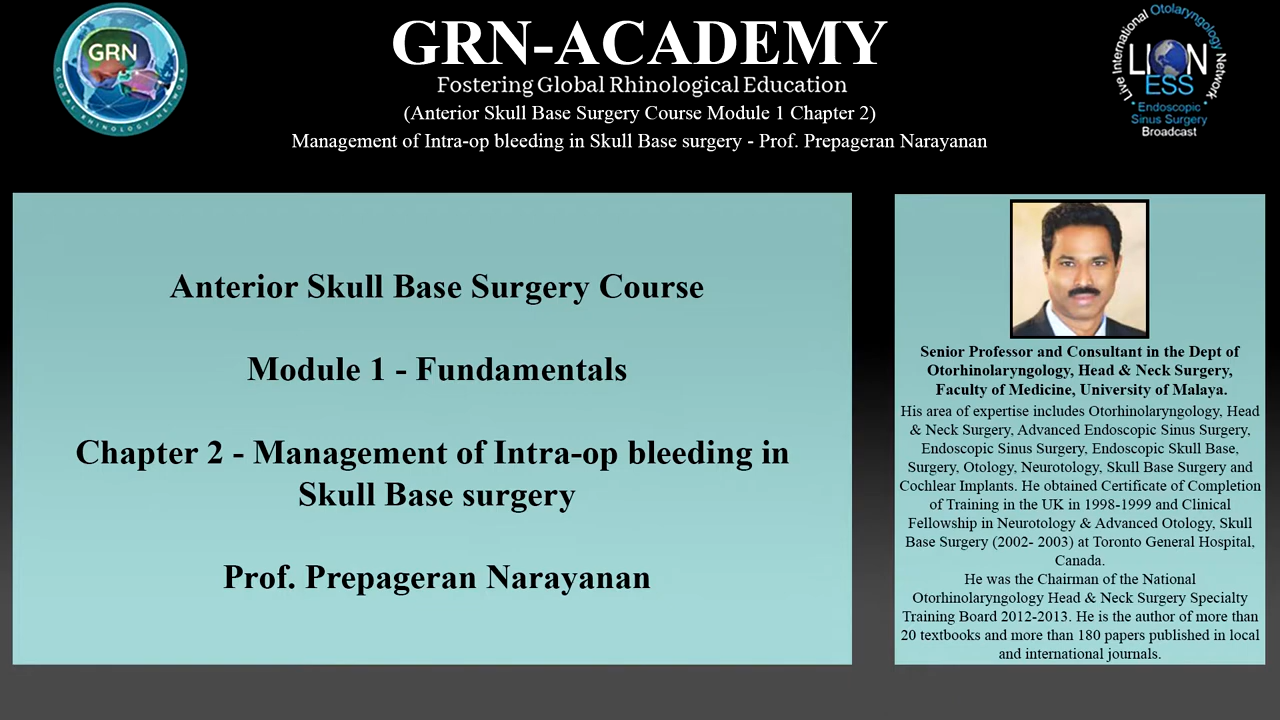 GRN
GLOBAL RHINOLOGY NETWORK
GRN-ACADEMY
Fostering Global Rhinological Education
(Anterior Skull Base Surgery Course Module 1 Chapter 2)
Management of Intra-op bleeding in Skull Base surgery - Prof. Prepageran Narayanan
Live International Otolaryngology Network
LION
ESS
• Endoscopic •
Sinus Surgery
Broadcast
Anterior Skull Base Surgery Course
Module 1 - Fundamentals
Chapter 2 - Management of Intra-op bleeding in
Skull Base surgery
Prof. Prepageran Narayanan
Senior Professor and Consultant in the Dept of
Otorhinolaryngology, Head & Neck Surgery,
Faculty of Medicine, University of Malaya.
His area of expertise includes Otorhinolaryngology, Head
& Neck Surgery, Advanced Endoscopic Sinus Surgery,
Endoscopic Sinus Surgery, Endoscopic Skull Base,
Surgery, Otology, Neurotology, Skull Base Surgery and
Cochlear Implants. He obtained Certificate of Completion
of Training in the UK in 1998-1999 and Clinical
Fellowship in Neurotology & Advanced Otology, Skull
Base Surgery (2002- 2003) at Toronto General Hospital,
Canada.
He was the Chairman of the National
Otorhinolaryngology Head & Neck Surgery Specialty
Training Board 2012-2013. He is the author of more than
20 textbooks and more than 180 papers published in local
and international journals.